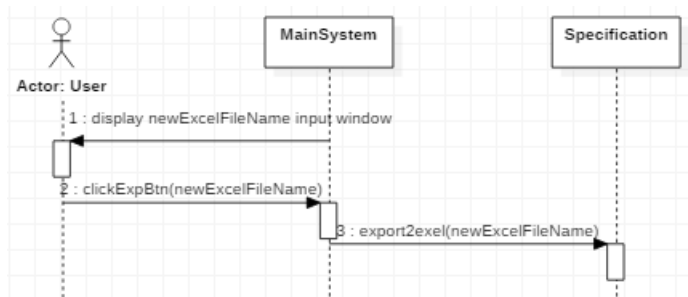 MainSystem
Specification
Actor: User
1 : display newExcelFileName input window
2 : clickExpBtn(newExcelFileName)
3 : export2exel(newExcelFileName)